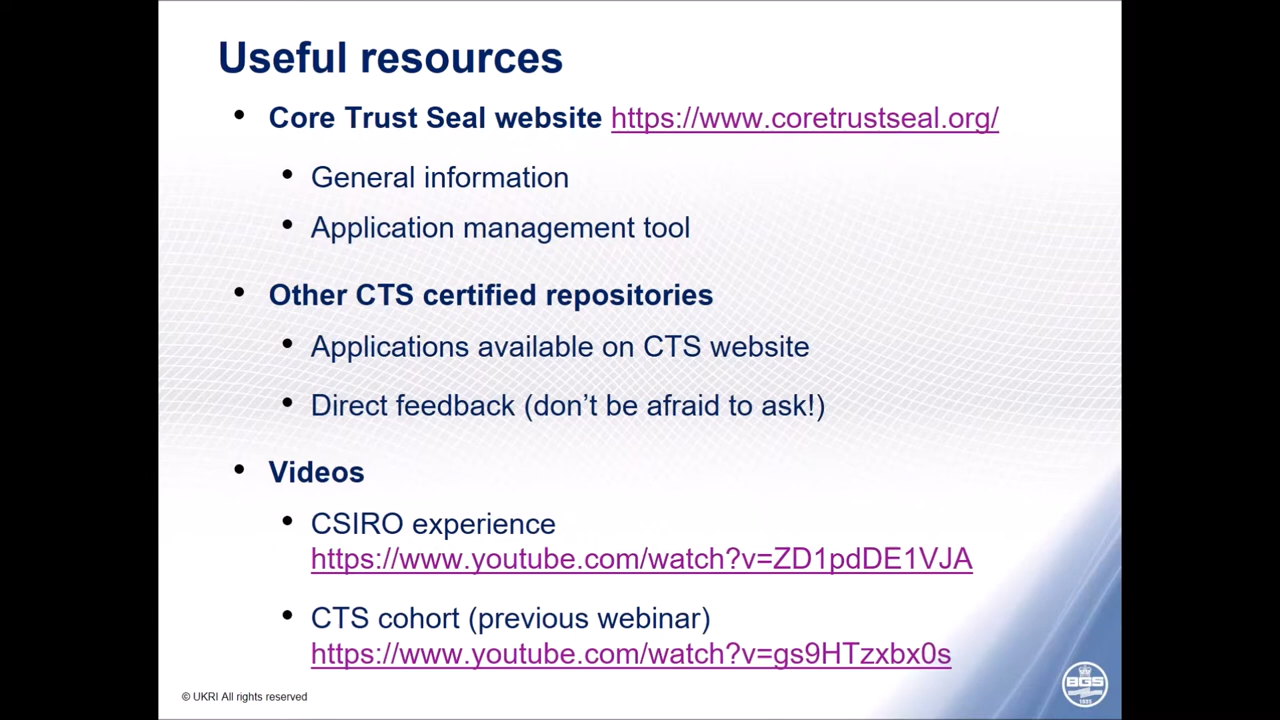 Useful resources
• Core Trust Seal website https://www.coretrustseal.org/
• General information
• Application management tool
• Other CTS certified repositories
• Applications available on CTS website
• Direct feedback (don’t be afraid to ask!)
• Videos
• CSIRO experience
https://www.youtube.com/watch?v=ZD1pdDE1VJA
• CTS cohort (previous webinar)
https://www.youtube.com/watch?v=gs9HTzxbx0s
© UKRI All rights reserved
BGS